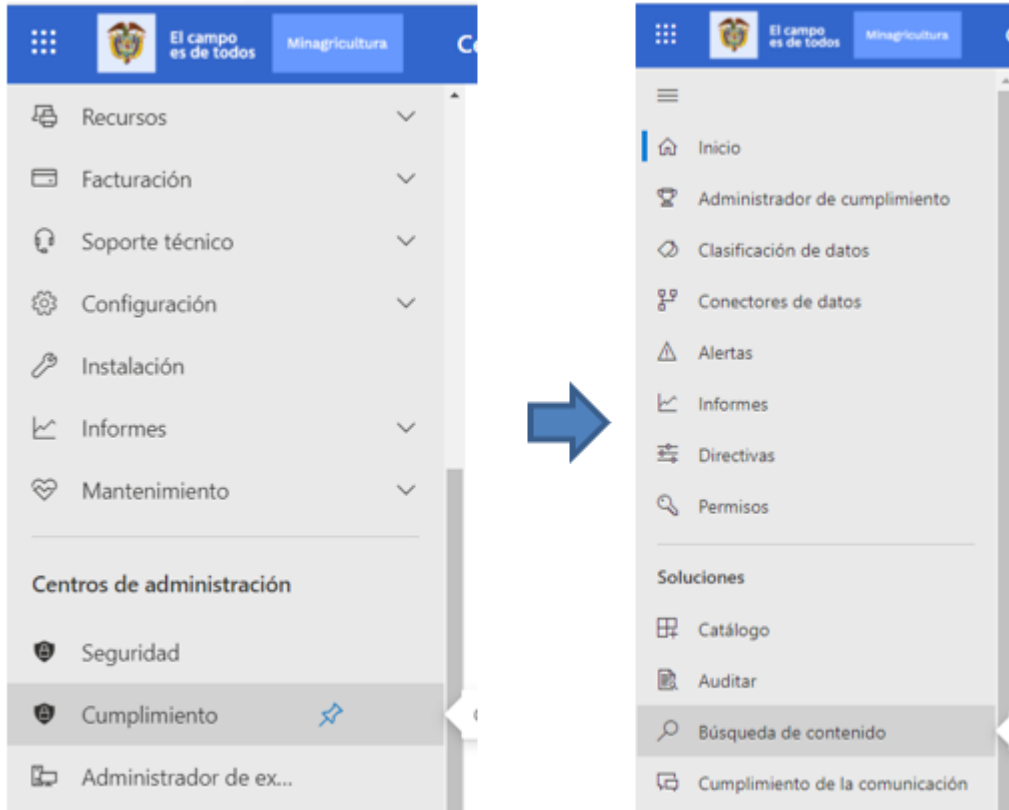 El campo
es de todos
Minagricultura
Recursos
Facturación
Soporte técnico
Configuración
Instalación
Informes
Mantenimiento
Centros de administración
Seguridad
Cumplimiento
Administrador de ex...
El campo
es de todos
Minagricultura
Inicio
Administrador de cumplimiento
Clasificación de datos
Conectores de datos
Alertas
Informes
Directivas
Permisos
Soluciones
Catálogo
Auditar
Búsqueda de contenido
Cumplimiento de la comunicación